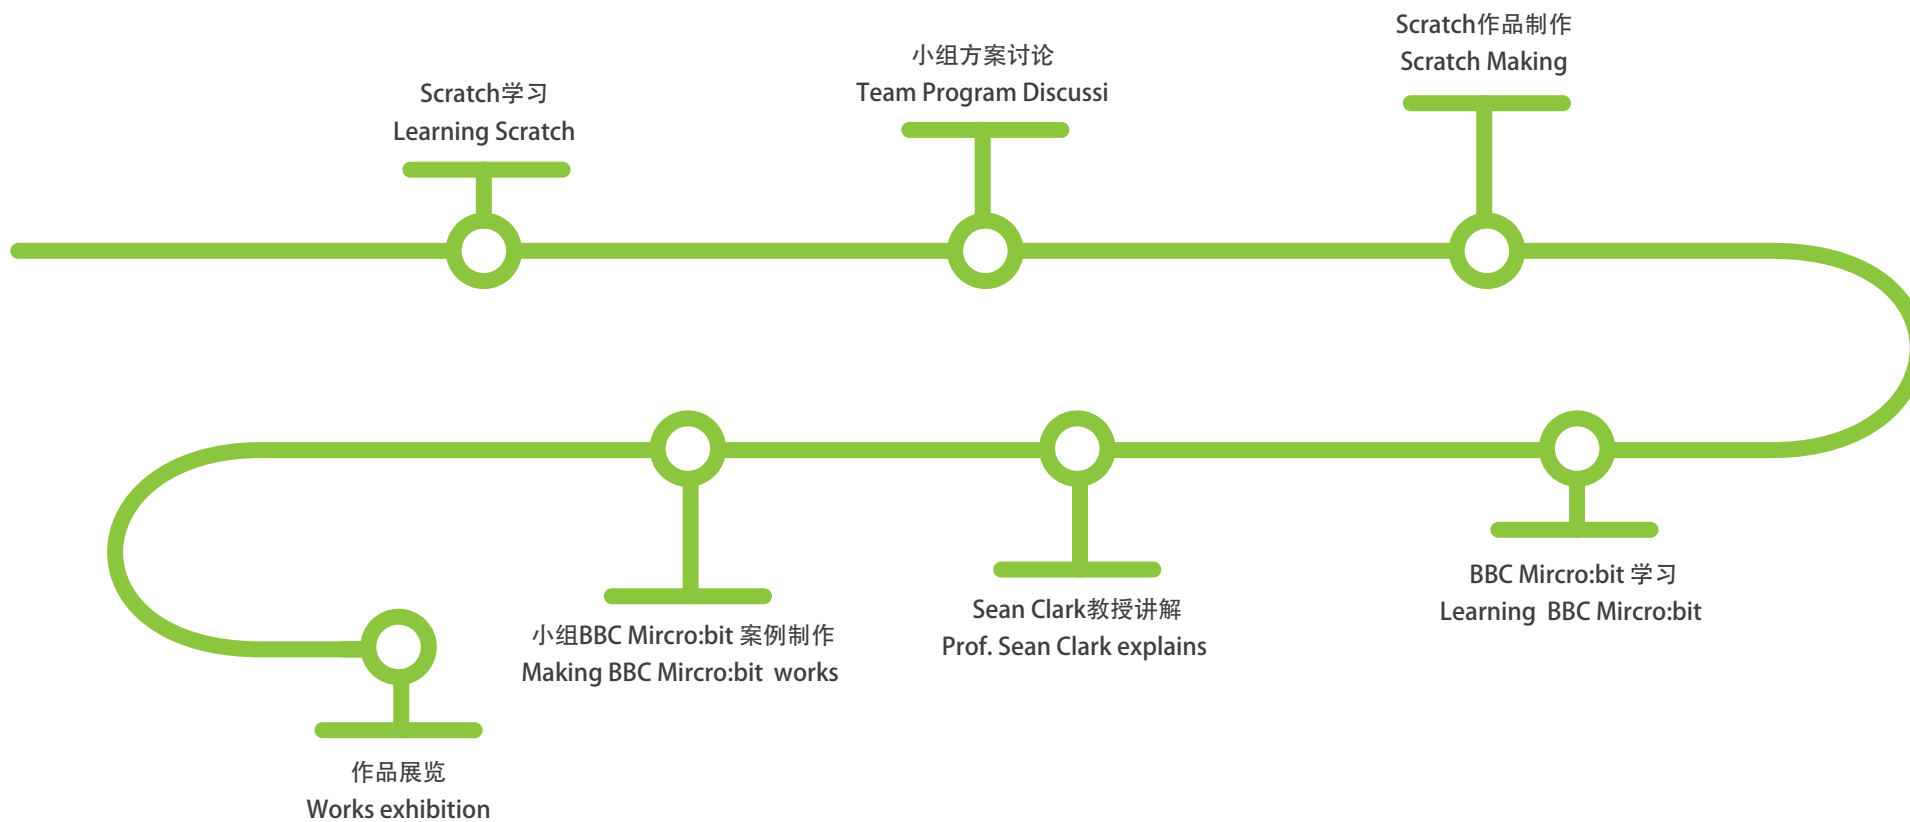 Scratch学习
Learning Scratch
小组方案讨论
Team Program Discussi
Scratch作品制作
Scratch Making
BBC Mircro:bit 学习
Learning  BBC Mircro:bit
Sean Clark教授讲解
Prof. Sean Clark explains
小组BBC Mircro:bit 案例制作
Making BBC Mircro:bit  works
作品展览
Works exhibition